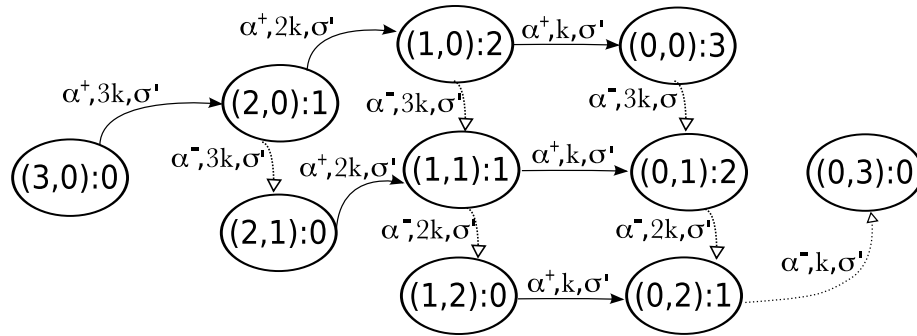 α⁺,2k,σ'
(1,0):2
α⁺,k,σ'
(0,0):3
α⁺,3k,σ'
(2,0):1
α⁻,3k,σ'
α⁻,3k,σ
(3,0):0
α⁻,3k,σ'
α⁺,2k,σ'
(1,1):1
α⁺,k,σ'
(0,1):2
(0,3):0
(2,1):0
α⁻,2k,σ'
α⁻,2k,σ'
(1,2):0
α⁺,k,σ'
(0,2):1
α⁻,k,σ'